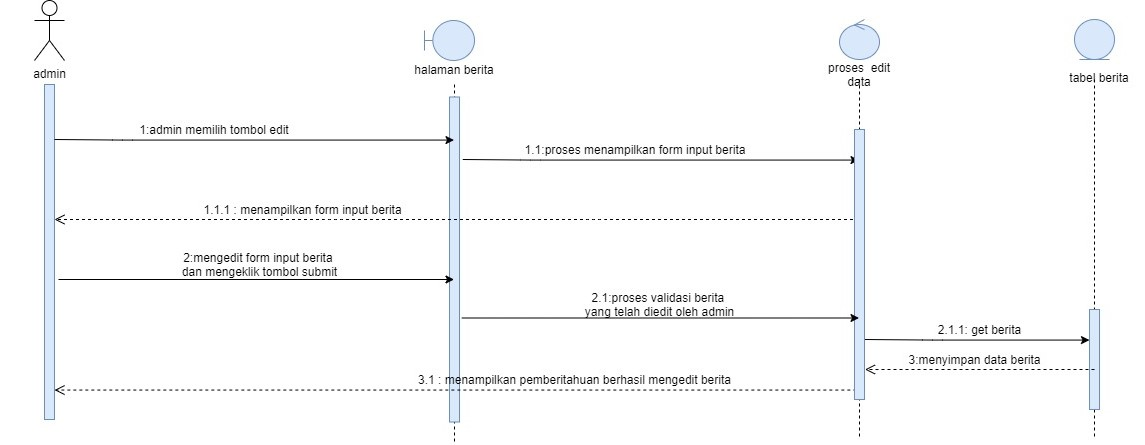 admin
halaman berita
proses edit
data
tabel berita
1:admin memilih tombol edit
1.1:proses menampilkan form input berita
1.1.1 : menampilkan form input berita
2:mengedit form input berita
dan mengeklik tombol submit
2.1:proses validasi berita
yang telah diedit oleh admin
2.1.1: get berita
3:menyimpan data berita
3.1 : menampilkan pemberitahuan berhasil mengedit berita